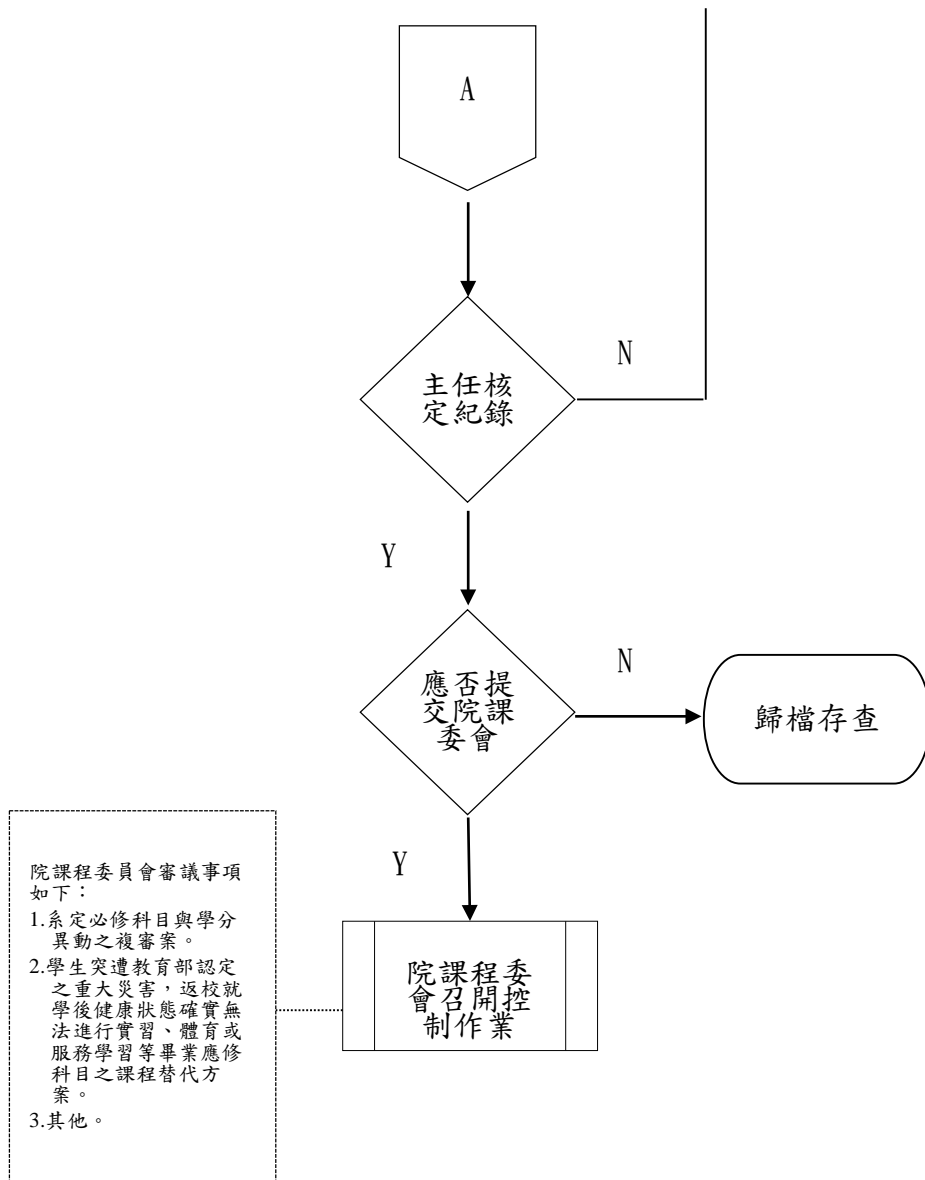 A
主任核
定紀錄
N
Y
應否提
交院課
委會
N
歸檔存查
Y
院課程委員會審議事項
如下：
1.系定必修科目與學分
異動之複審案。
2.學生突遭教育部認定
之重大災害，返校就
學後健康狀態確實無
法進行實習、體育或
服務學習等畢業應修
科目之課程替代方
案。
3.其他。
院課程委
會召開控
制作業